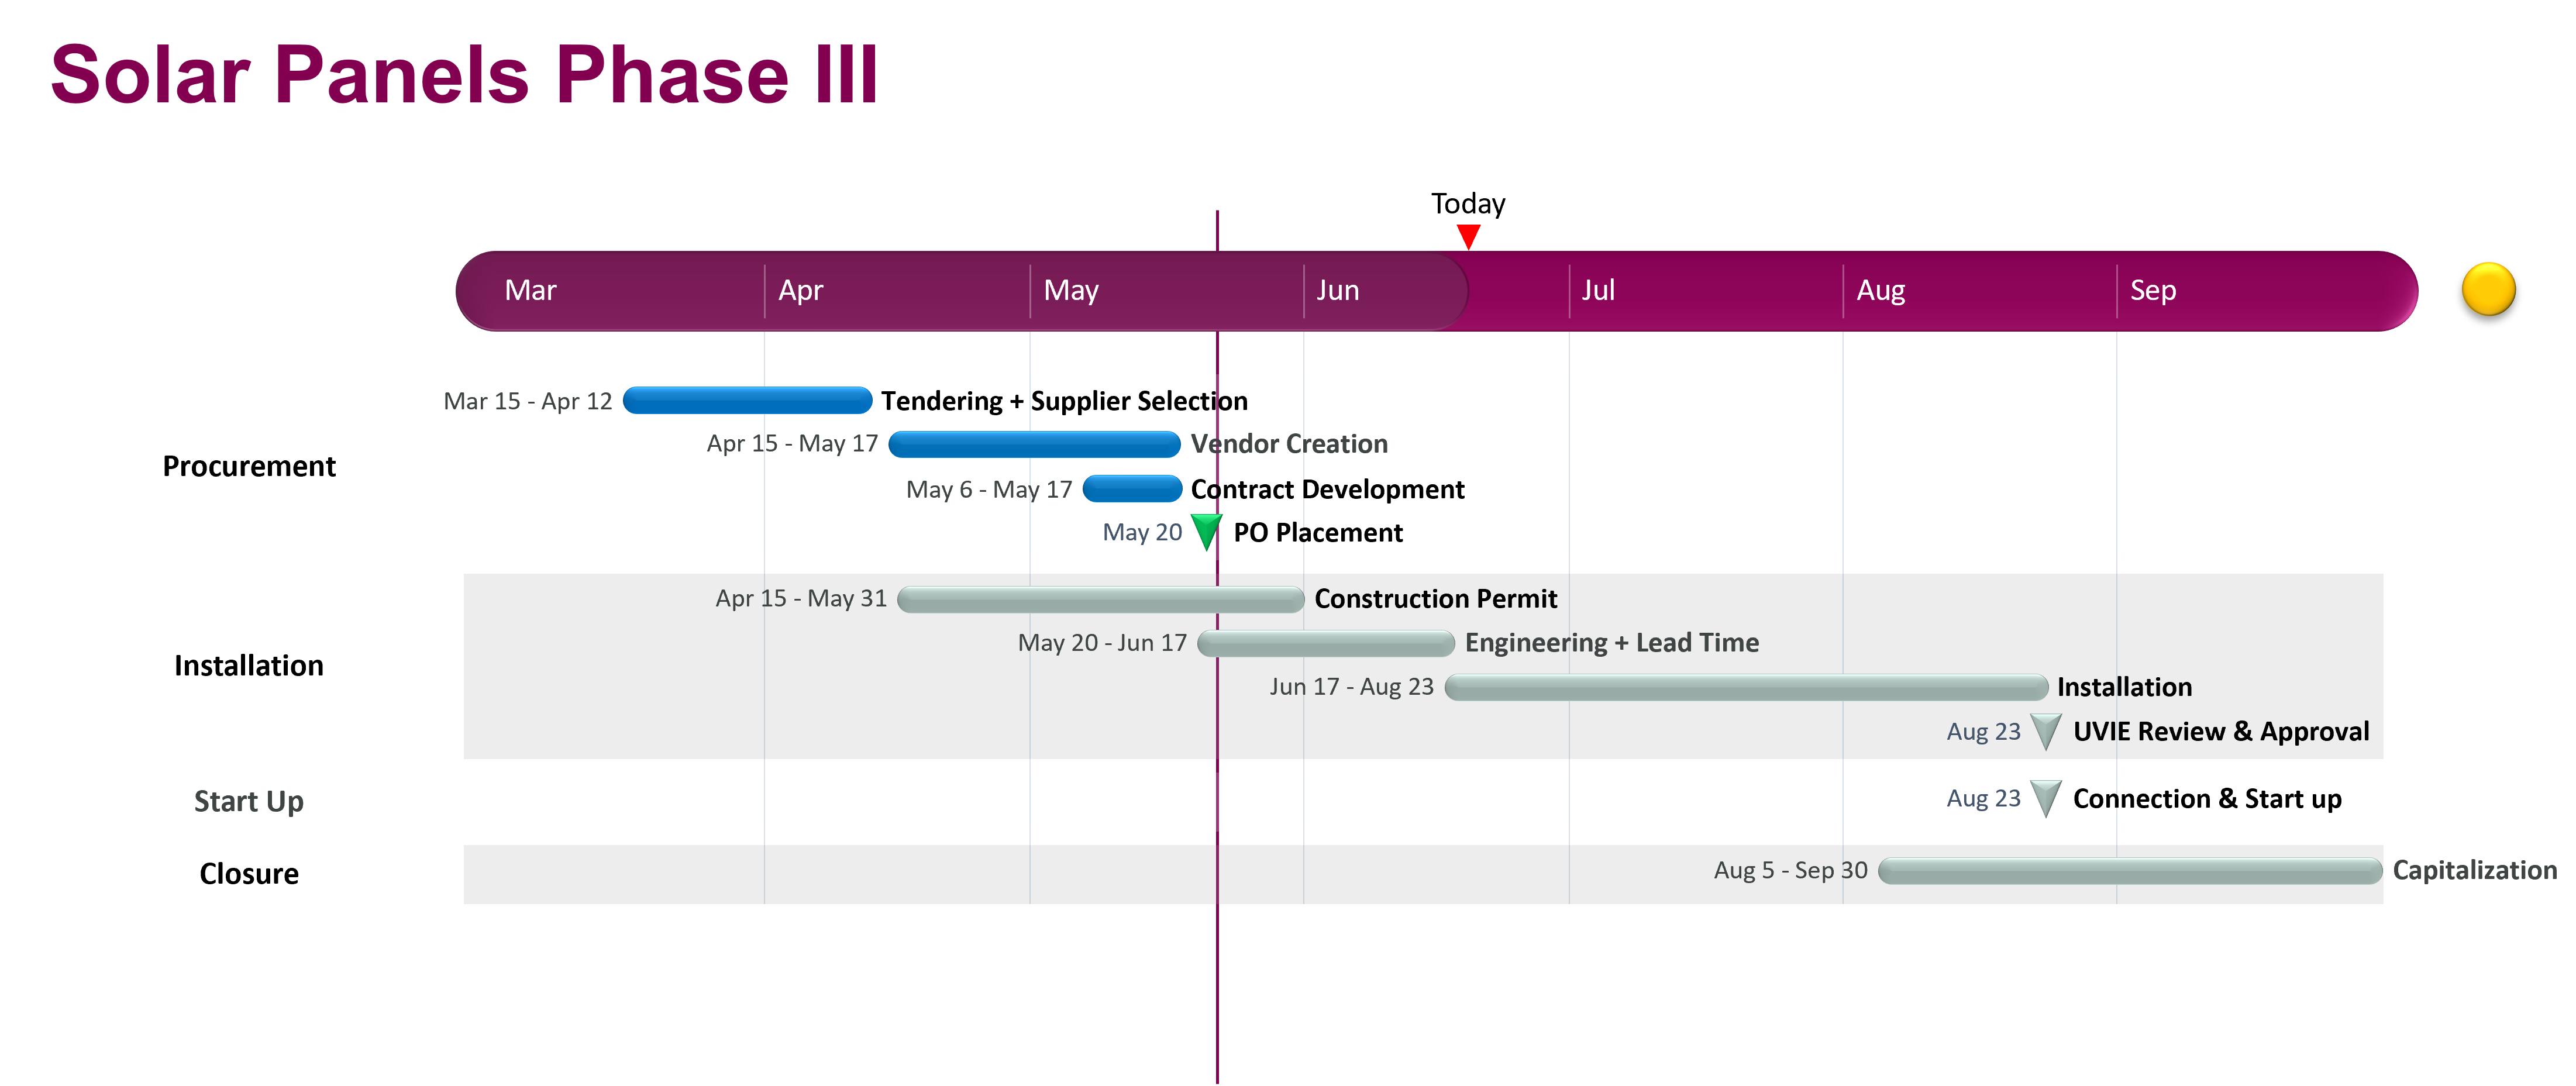 Solar Panels Phase III
Today
Mar Apr May Jun Jul Aug Sep
Procurement
Mar 15 - Apr 12 Tendering + Supplier Selection
Apr 15 - May 17 Vendor Creation
May 6 - May 17 Contract Development
May 20 PO Placement
Installation
Apr 15 - May 31 Construction Permit
May 20 - Jun 17 Engineering + Lead Time
Jun 17 - Aug 23 Installation
Aug 23 UVIE Review & Approval
Start Up
Aug 23 Connection & Start up
Closure
Aug 5 - Sep 30 Capitalization